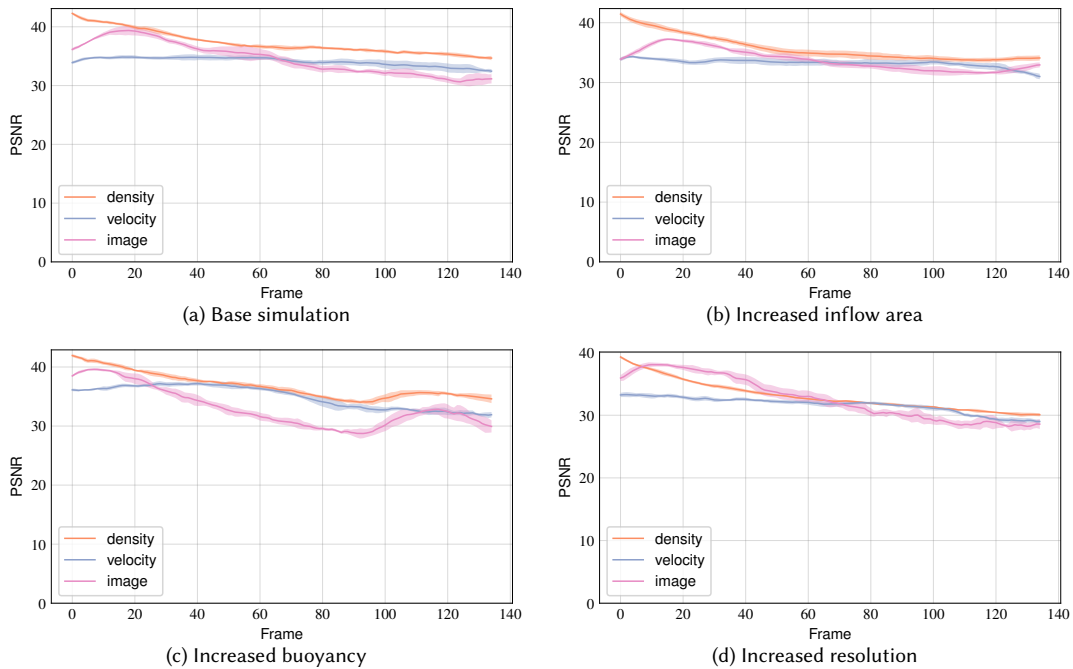 40
30
20
10
0
PSNR
density
velocity
image
0 20 40 60 80 100 120 140
Frame
(a) Base simulation
40
30
20
10
0
PSNR
density
velocity
image
0 20 40 60 80 100 120 140
Frame
(b) Increased inflow area
40
30
20
10
0
PSNR
density
velocity
image
0 20 40 60 80 100 120 140
Frame
(c) Increased buoyancy
40
30
20
10
0
PSNR
density
velocity
image
0 20 40 60 80 100 120 140
Frame
(d) Increased resolution